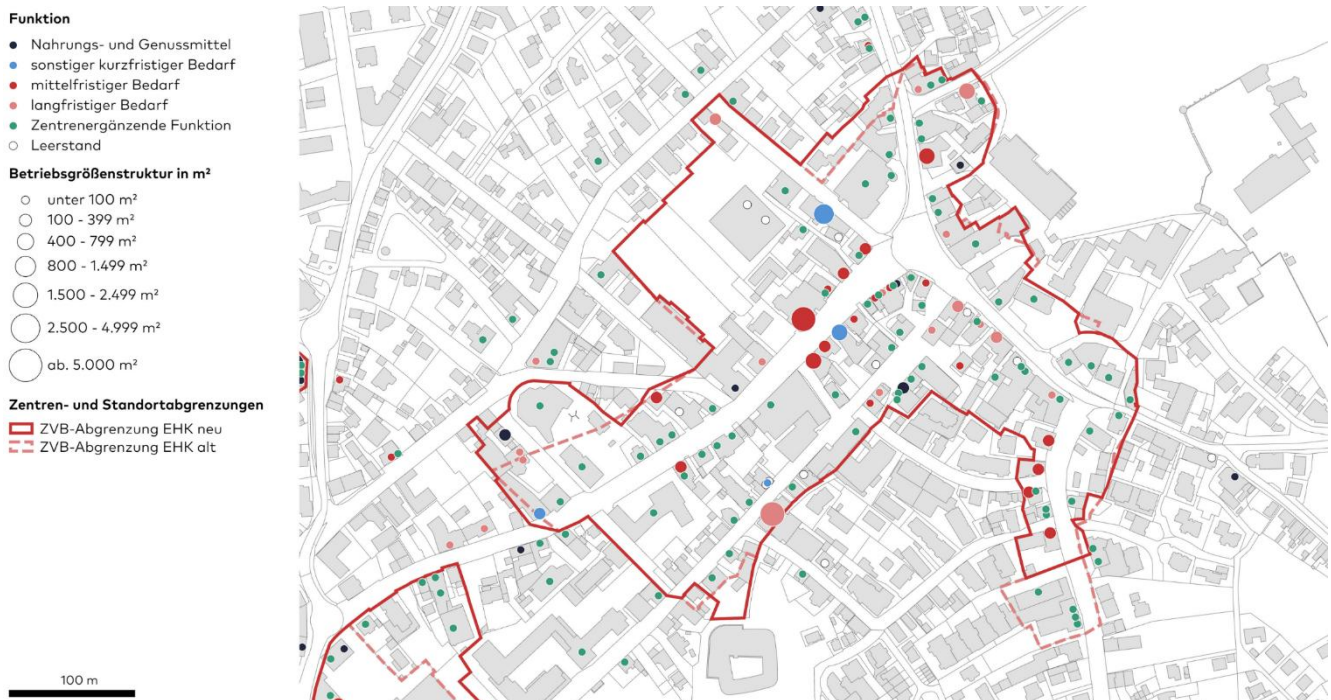 Funktion
Nahrungs- und Genussmittel
sonstiger kurzfristiger Bedarf
mittelfristiger Bedarf
langfristiger Bedarf
Zentrenergänzende Funktion
Leerstand
Betriebsgrößenstruktur in m²
unter 100 m²
100 - 399 m²
400 - 799 m²
800 - 1.499 m²
1.500 - 2.499 m²
2.500 - 4.999 m²
ab. 5.000 m²
Zentren- und Standortabgrenzungen
ZVB-Abgrenzung EHK neu
ZVB-Abgrenzung EHK alt
100 m